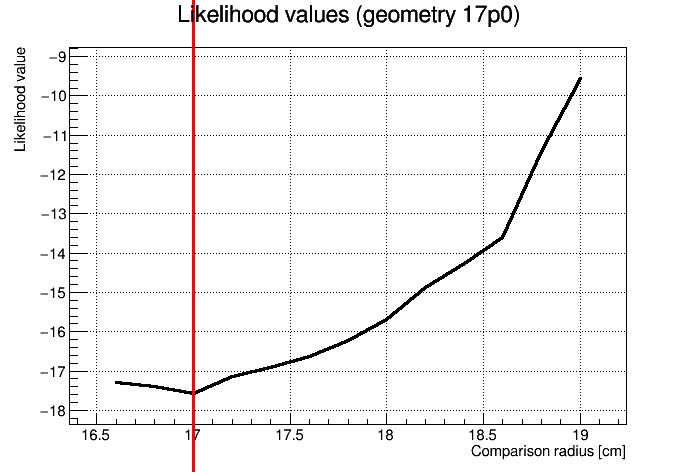 Likelihood values (geometry 17p0)
Likelihood value
−9
−10
−11
−12
−13
−14
−15
−16
−17
−18
16.5 17 17.5 18 18.5 19
Comparison radius [cm]